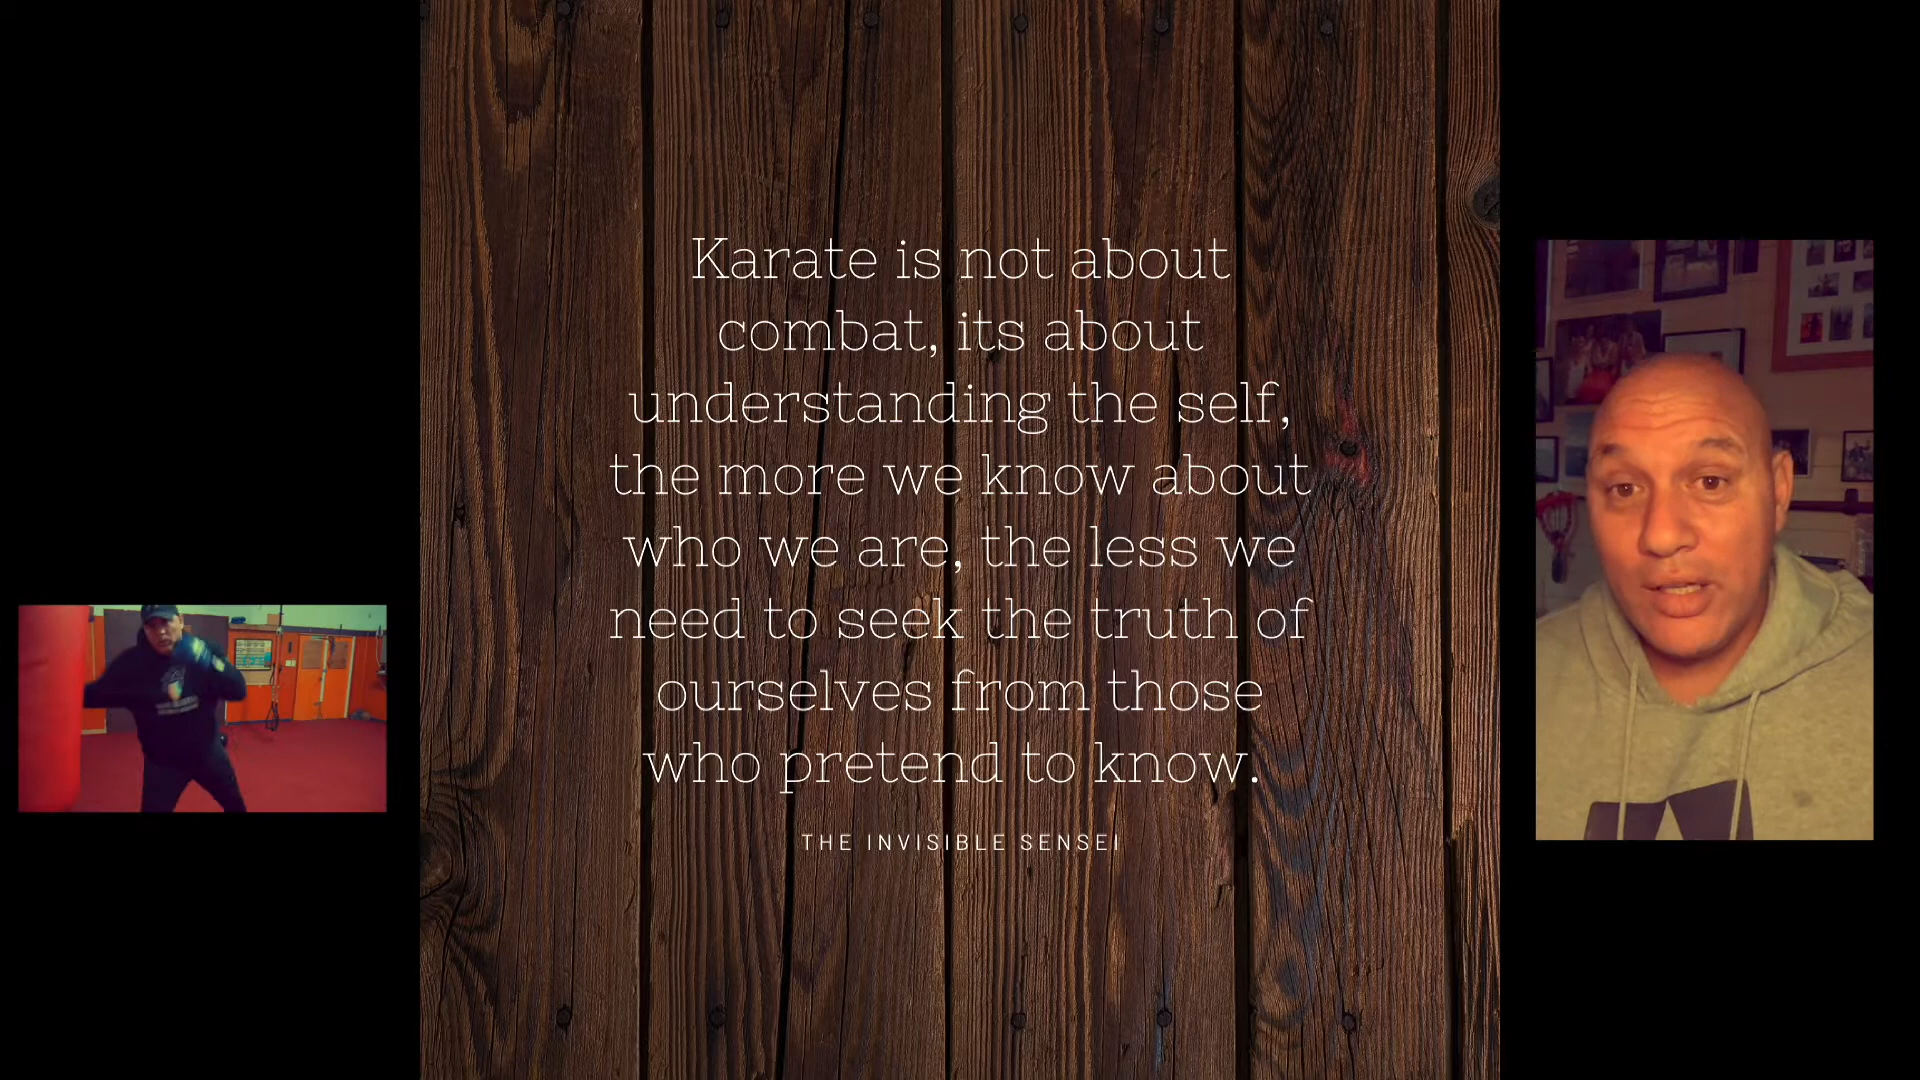 Karate is not about
combat, its about
understanding the self,
the more we know about
who we are, the less we
need to seek the truth of
ourselves from those
who pretend to know.
THE INVISIBLE SENSEI